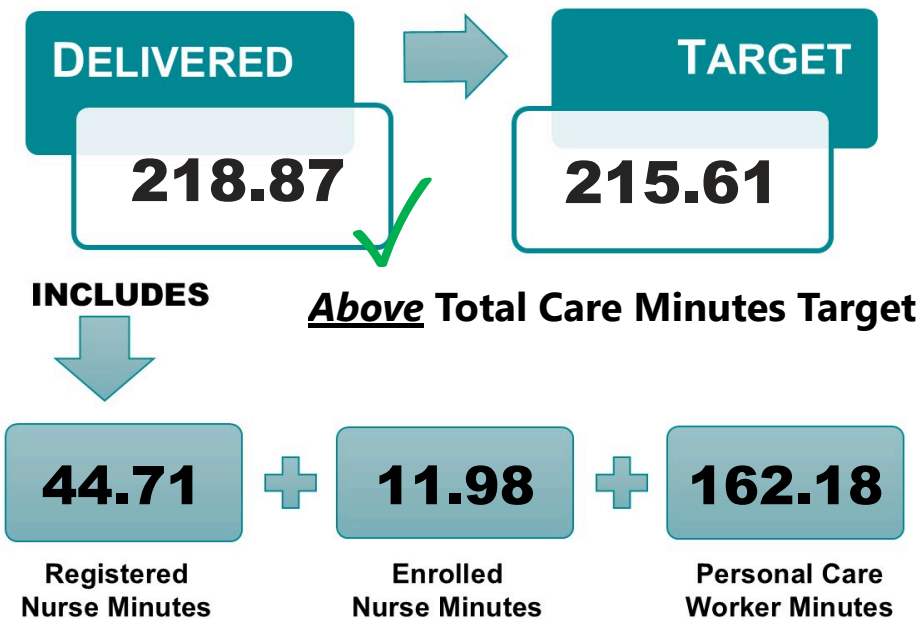 DELIVERED
TARGET
218.87
215.61
INCLUDES
Above Total Care Minutes Target
44.71
11.98
162.18
Registered
Nurse Minutes
Enrolled
Nurse Minutes
Personal Care
Worker Minutes